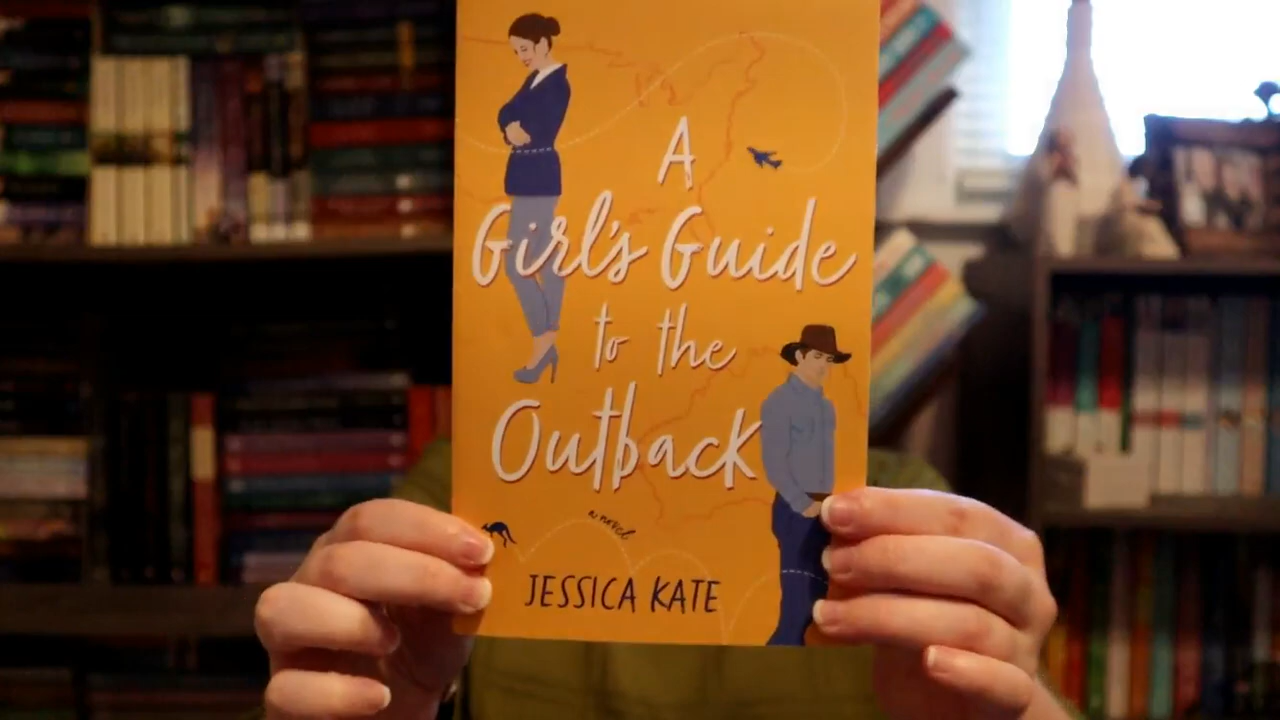 A
Girl's Guide
to the
Outback
a novel
JESSICA KATE